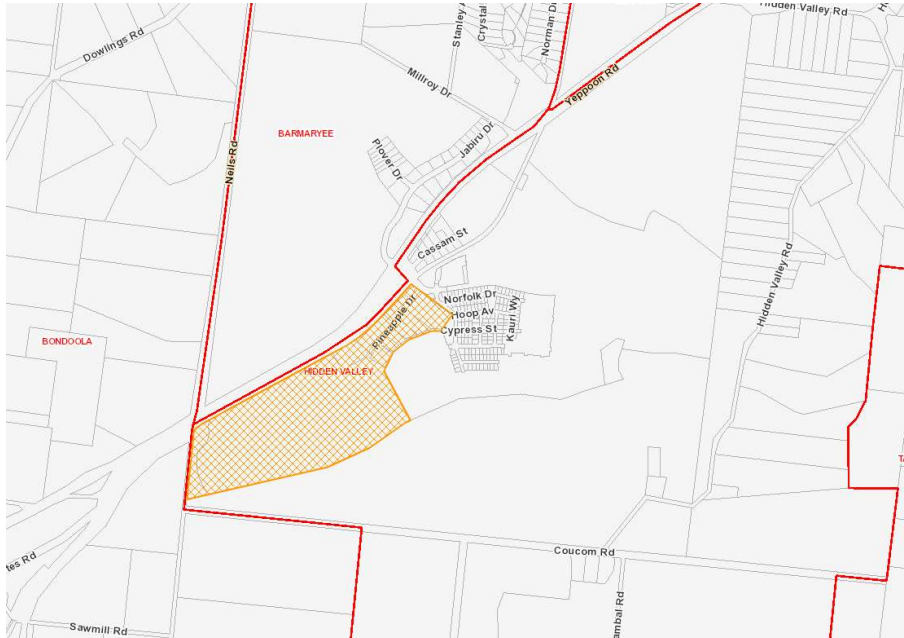 Hidden Valley Rd
Dowlings Rd
Stanley
Crystal
Norman Dr
Millroy Dr
Yeppoon Rd
BARMARYEE
Neils Rd
Plover Dr
Jabiru Dr
Cassam St
Hidden Valley Rd
Norfolk Dr
Pineapple Dr
Hoop Av
Cypress St
Kauri Wy
BONDOOLA
HIDDEN VALLEY
TA
Coucom Rd
tes Rd
ambal Rd
Sawmill Rd